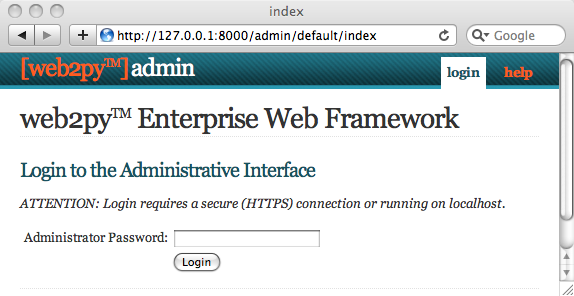 index
http://127.0.0.1:8000/admin/default/index
Google
[web2py™] admin
login
help
web2py™ Enterprise Web Framework
Login to the Administrative Interface
ATTENTION: Login requires a secure (HTTPS) connection or running on localhost.
Administrator Password:
Login